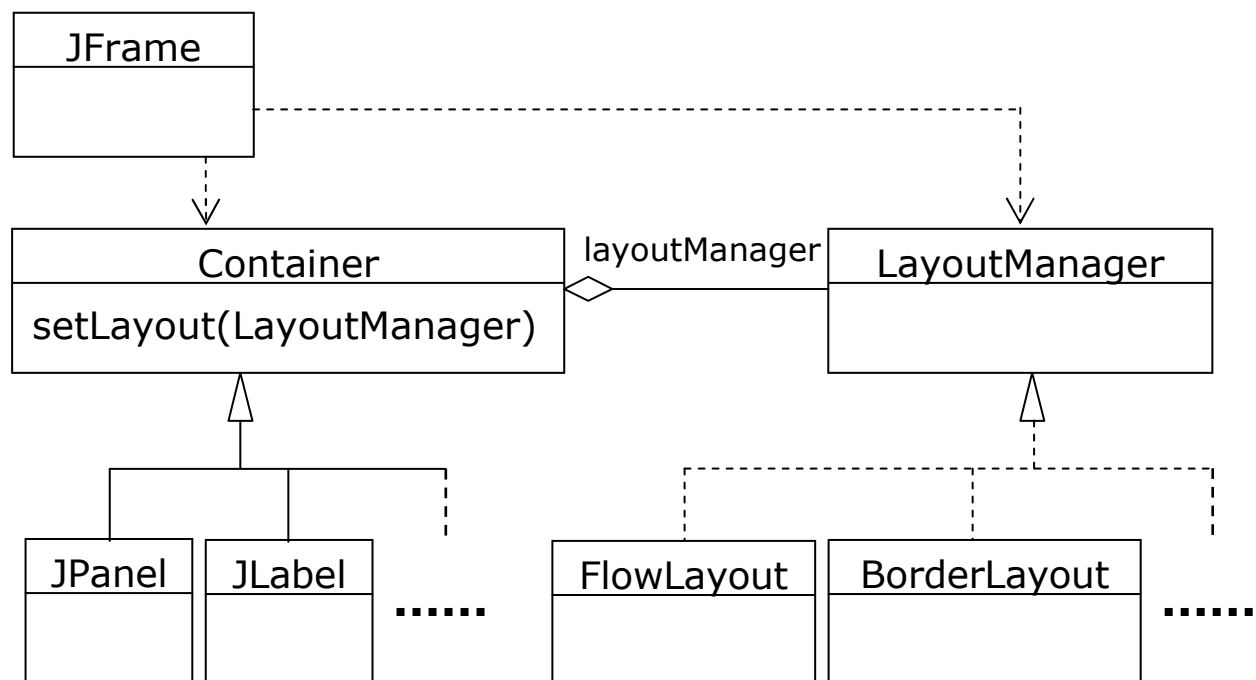 JFrame
Container
layoutManager
LayoutManager
setLayout(LayoutManager)
JPanel
JLabel
......
FlowLayout
BorderLayout
......